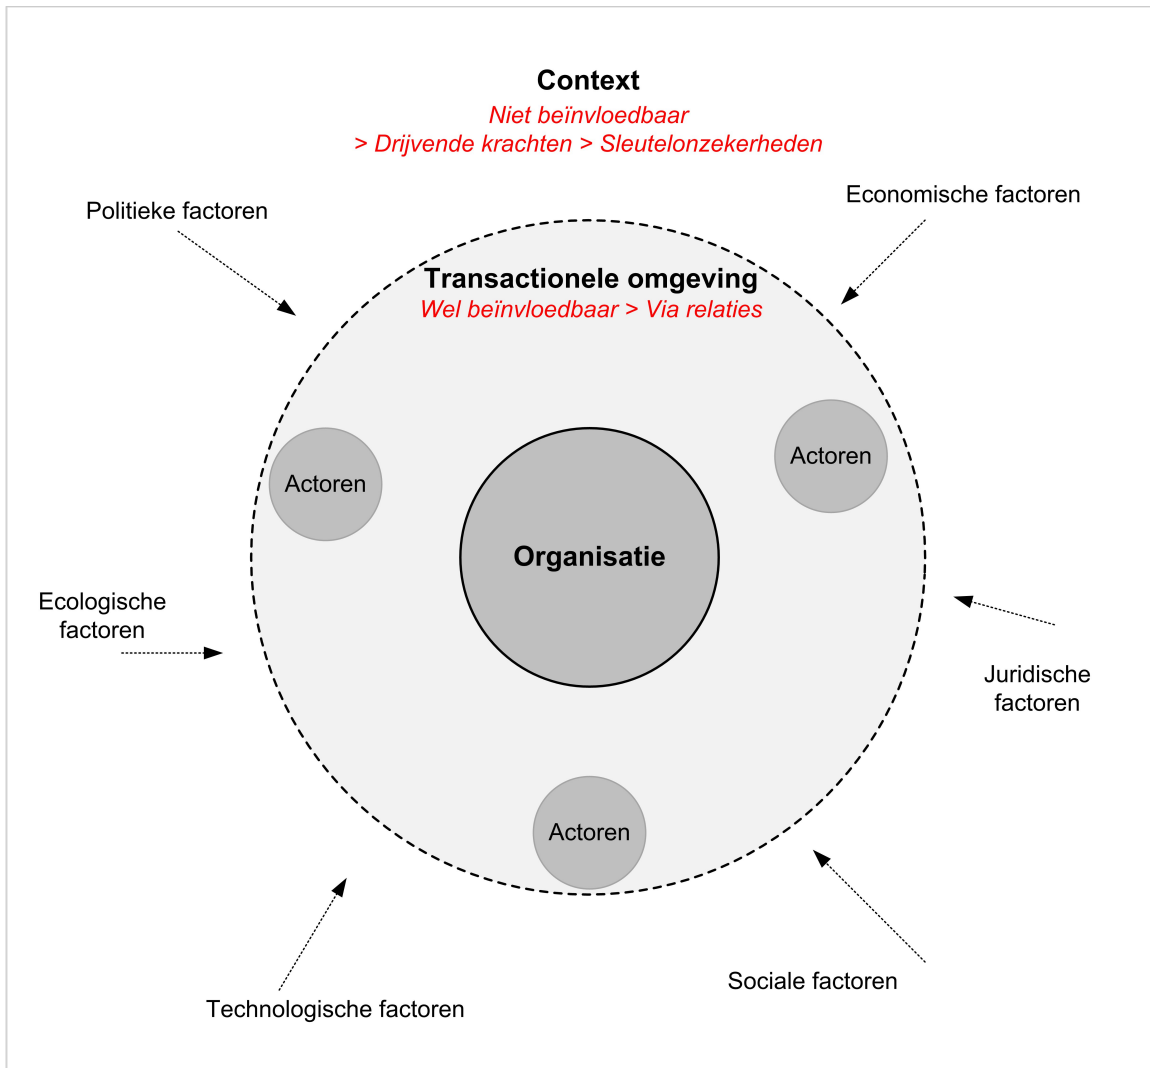 Context
Niet beïnvloedbaar
> Drijvende krachten > Sleutelonzekerheden
Politieke factoren
Economische factoren
Transactionele omgeving
Wel beïnvloedbaar > Via relaties
Actoren
Actoren
Organisatie
Ecologische
factoren
Juridische
factoren
Actoren
Sociale factoren
Technologische factoren